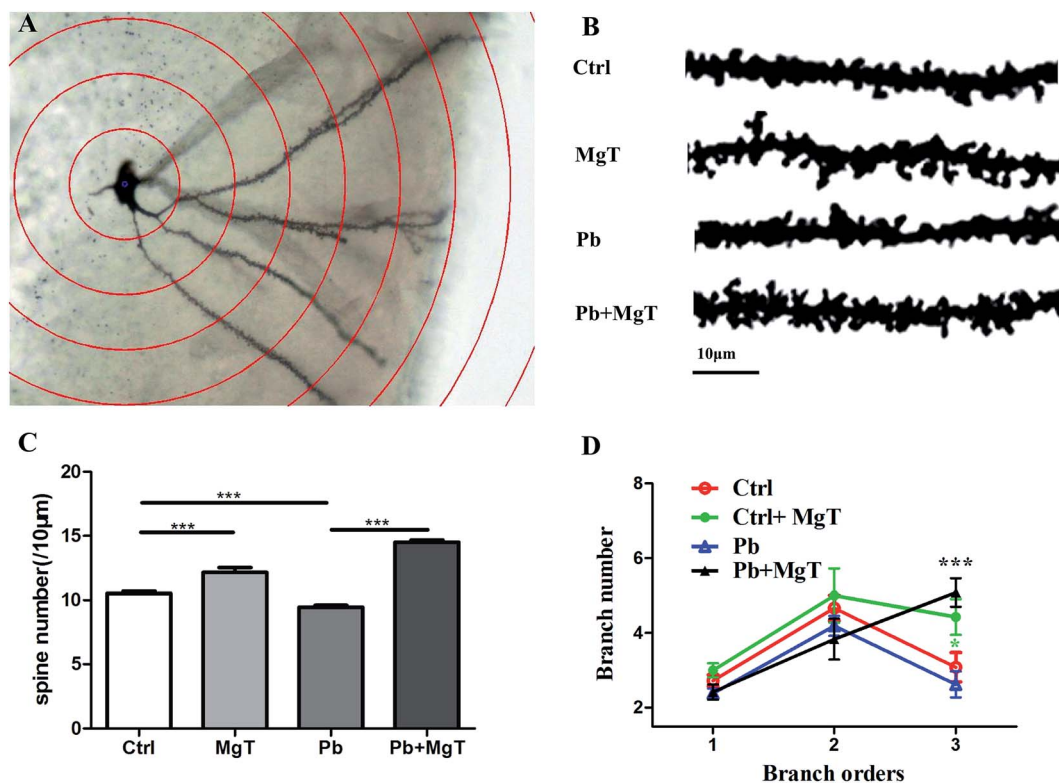 A
B
Ctrl
MgT
Pb
Pb+MgT
10μm
C
spine number(/10μm)
20
15
10
5
0
***
***
***
Ctrl
MgT
Pb
Pb+MgT
D
Branch number
8
6
4
2
Ctrl
Ctrl+ MgT
Pb
Pb+MgT
***
*
1
2
3
Branch orders